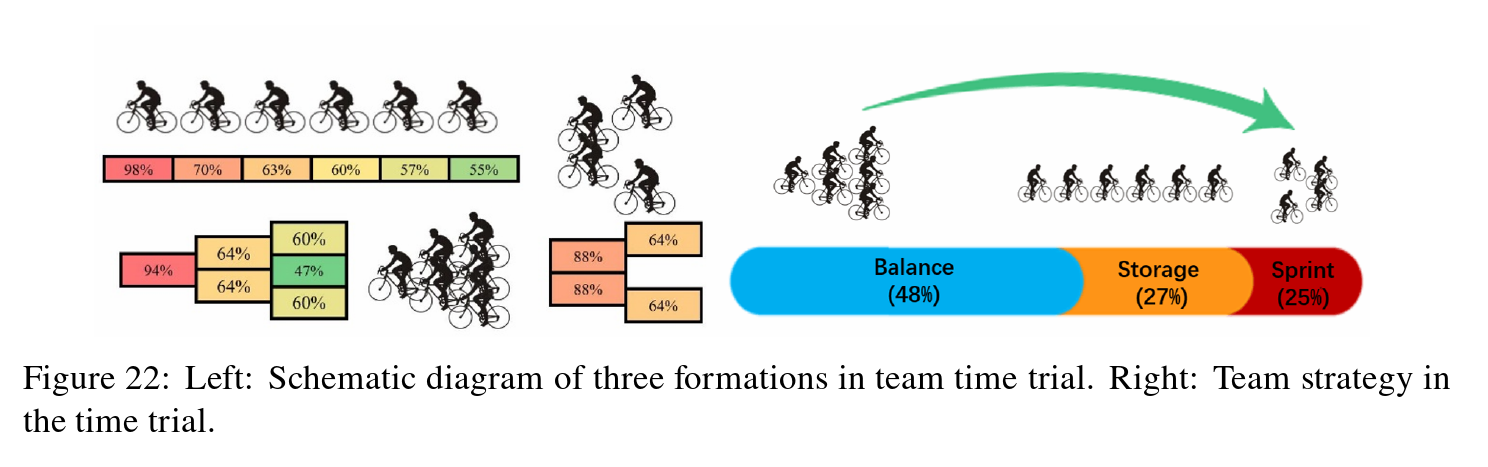 98% 70% 63% 60% 57% 55%
94%
64%
64%
60%
47%
60%
88%
88%
64%
64%
Balance
(48%)
Storage
(27%)
Sprint
(25%)
Figure 22: Left: Schematic diagram of three formations in team time trial. Right: Team strategy in
the time trial.